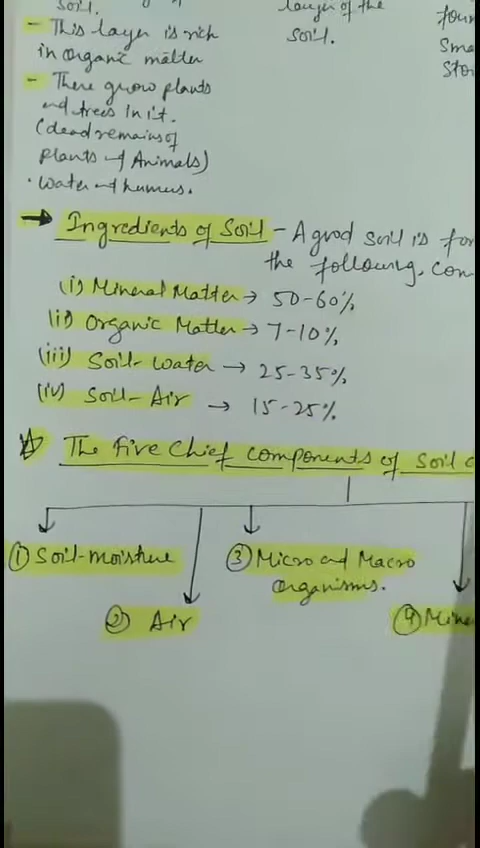 soil.
- This layer is rich
in organic matter
- There grow plants
and trees in it.
(dead remains of
plants & Animals)
. water and humus.
layer of the
soil.
→ Ingredients of Soil - A good soil is for
the following. com
(i) Mineral Matter → 50-60%
(ii) Organic Matter → 7-10%
(iii) Soil-water → 25-35%
(iv) Soil-Air → 15-25%
The five chief components of soil
① Soil-moisture
③ Micro and Macro
organisms.
② Air
④ Mine